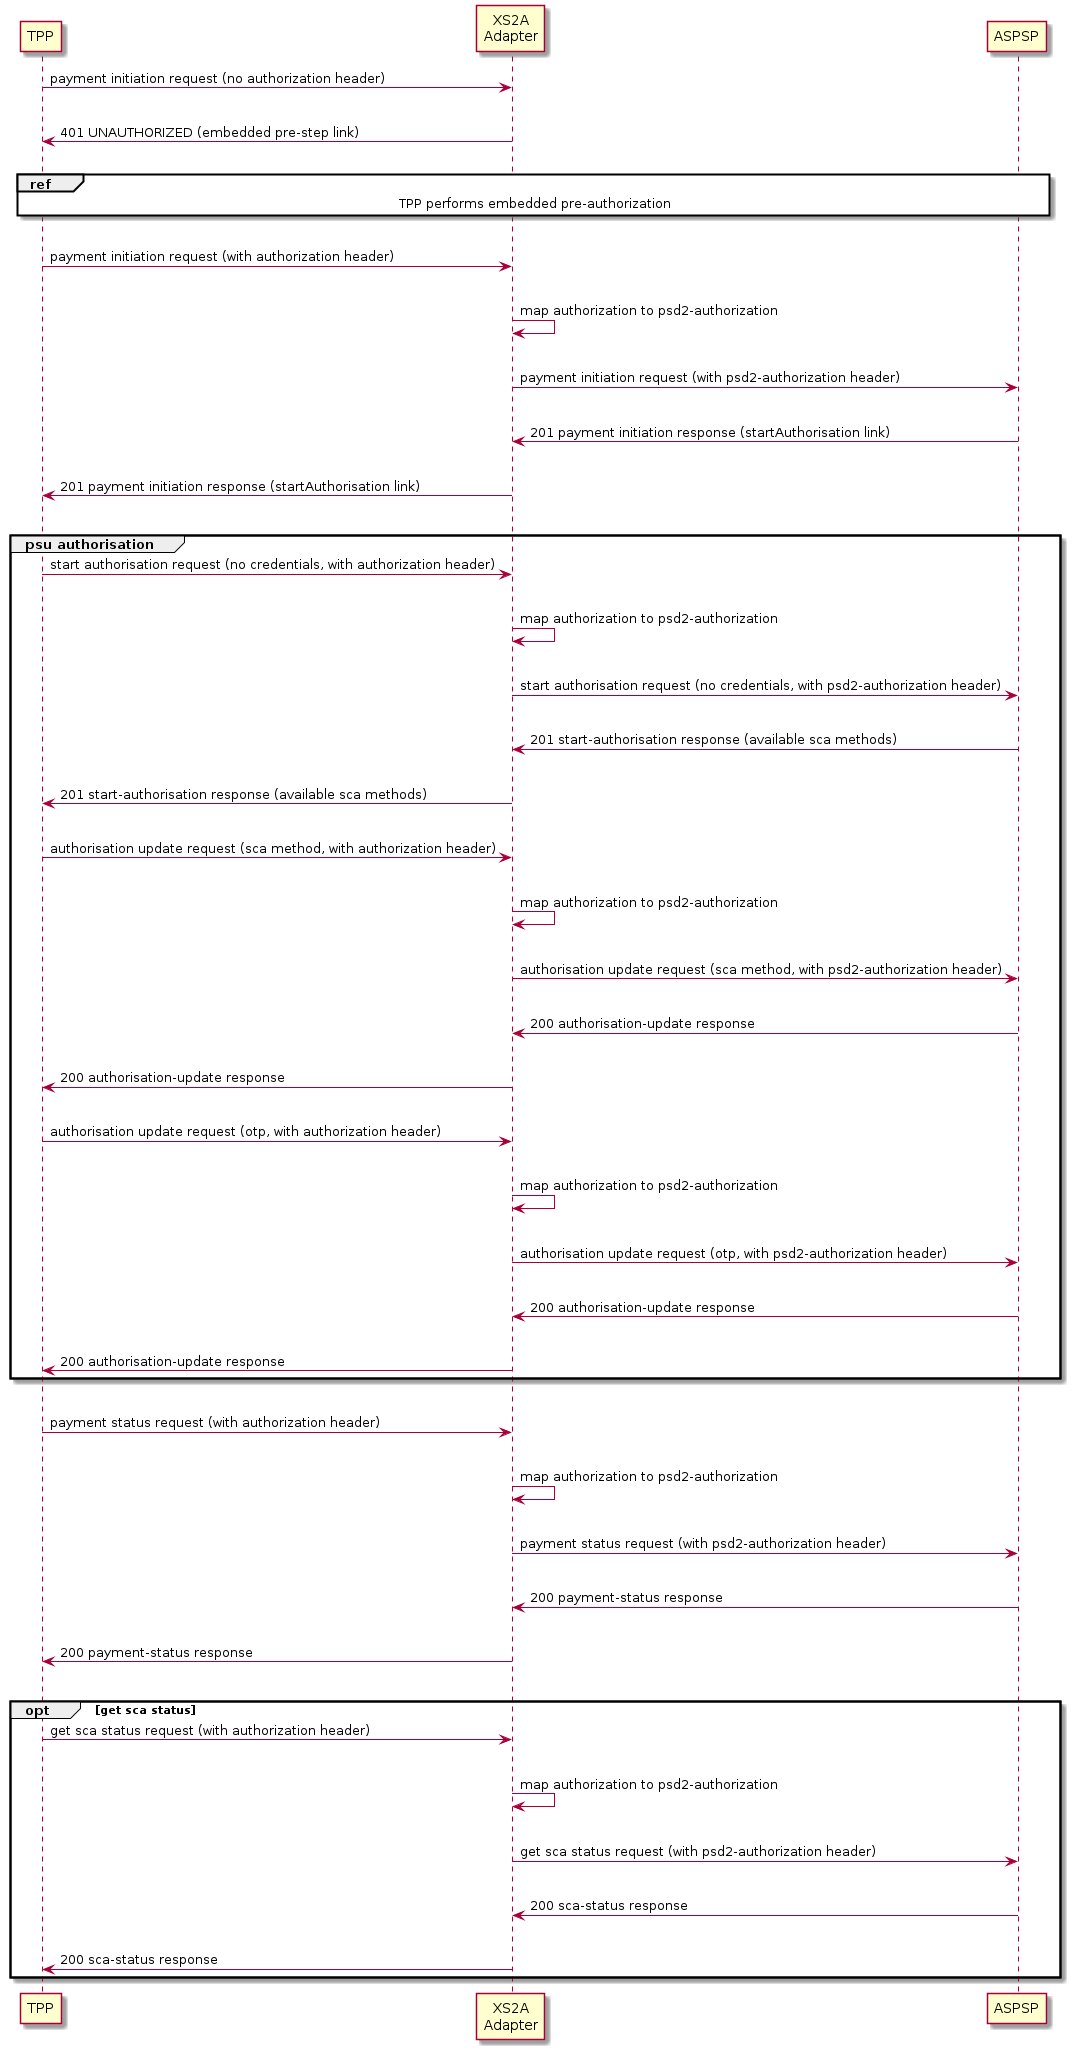 TPP
XS2A
Adapter
ASPSP
payment initiation request (no authorization header)
401 UNAUTHORIZED (embedded pre-step link)
ref
TPP performs embedded pre-authorization
payment initiation request (with authorization header)
map authorization to psd2-authorization
payment initiation request (with psd2-authorization header)
201 payment initiation response (startAuthorisation link)
201 payment initiation response (startAuthorisation link)
psu authorisation
start authorisation request (no credentials, with authorization header)
map authorization to psd2-authorization
start authorisation request (no credentials, with psd2-authorization header)
201 start-authorisation response (available sca methods)
201 start-authorisation response (available sca methods)
authorisation update request (sca method, with authorization header)
map authorization to psd2-authorization
authorisation update request (sca method, with psd2-authorization header)
200 authorisation-update response
200 authorisation-update response
authorisation update request (otp, with authorization header)
map authorization to psd2-authorization
authorisation update request (otp, with psd2-authorization header)
200 authorisation-update response
200 authorisation-update response
payment status request (with authorization header)
map authorization to psd2-authorization
payment status request (with psd2-authorization header)
200 payment-status response
200 payment-status response
opt [get sca status]
get sca status request (with authorization header)
map authorization to psd2-authorization
get sca status request (with psd2-authorization header)
200 sca-status response
200 sca-status response
TPP
XS2A
Adapter
ASPSP